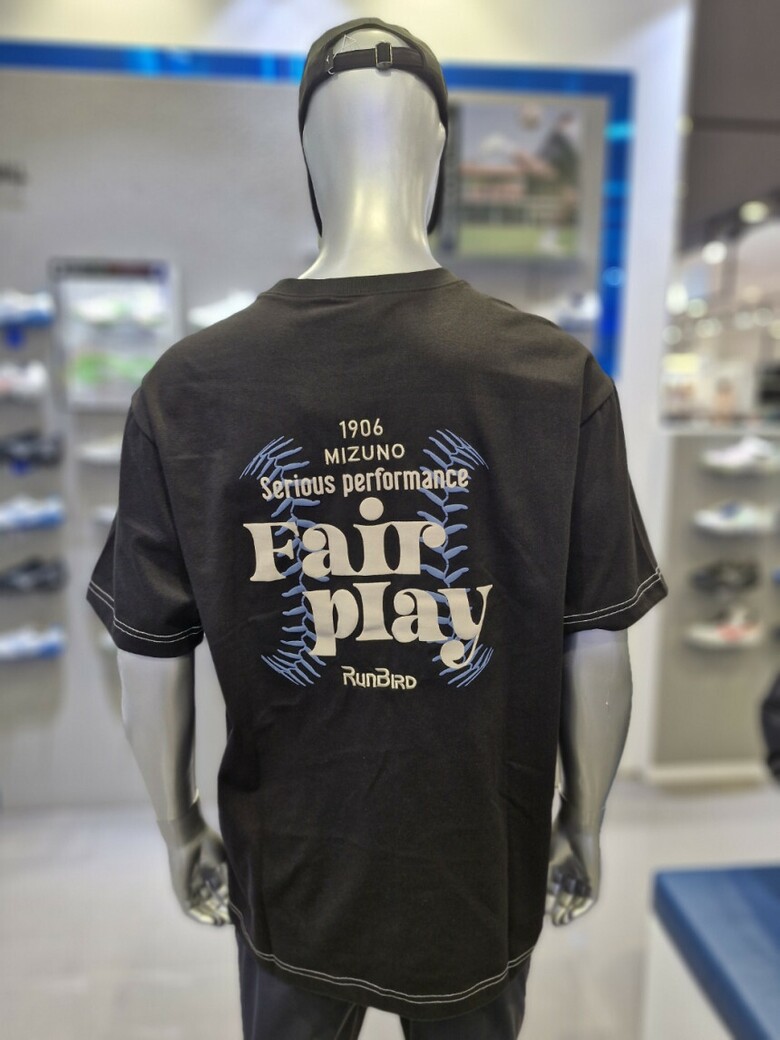 1906
MIZUNO
Serious performance
Fair
play
RUNBIRD